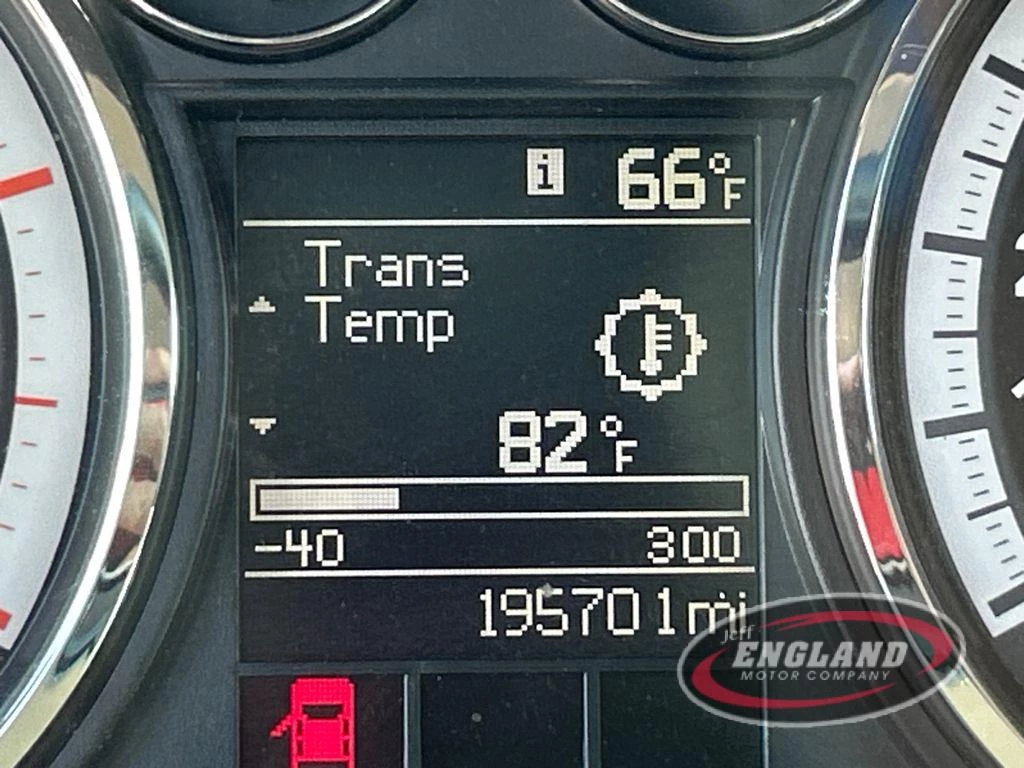 i 66°F
Trans
Temp
82°F
-40 300
195701mi
Jeff
ENGLAND
MOTOR COMPANY